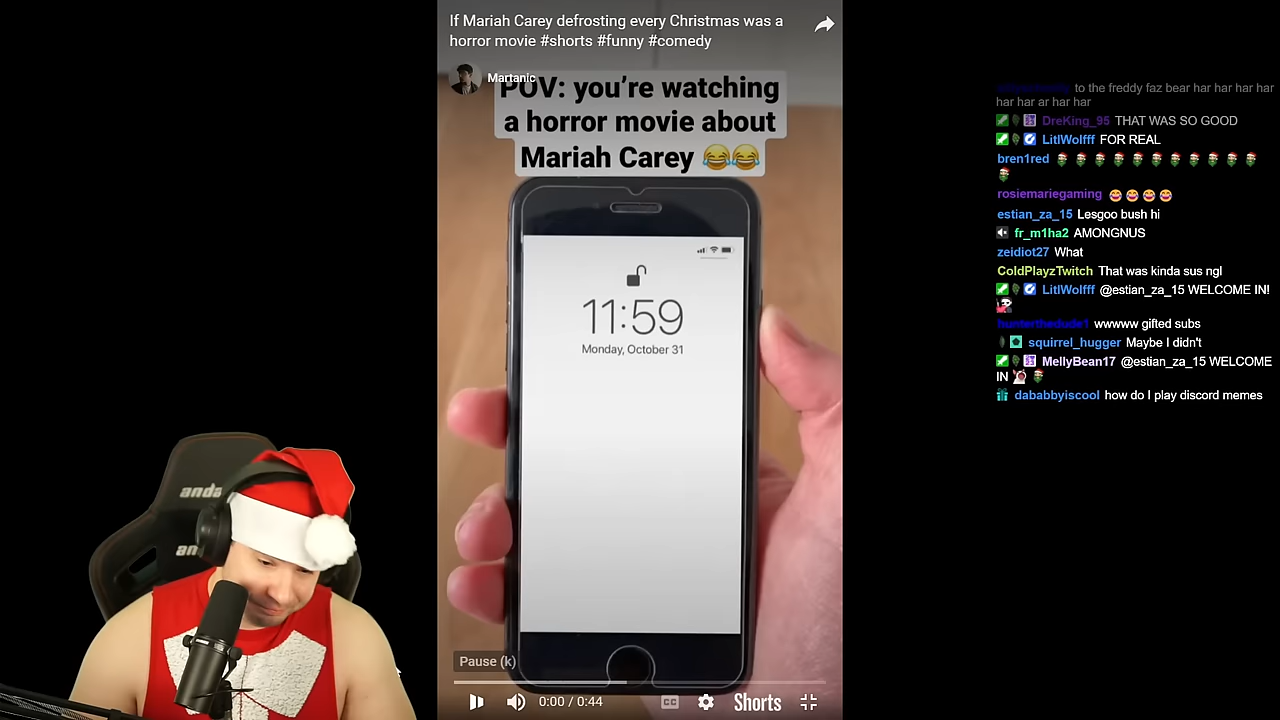 If Mariah Carey defrosting every Christmas was a
horror movie #shorts #funny #comedy
Martanic
POV: you’re watching
a horror movie about
Mariah Carey 😂😂
11:59
Monday, October 31
Pause (k)
0:00 / 0:44
CC
Shorts
anda
an
to the freddy faz bear har har har har
har har ar har har
DreKing_95 THAT WAS SO GOOD
LitlWolfff FOR REAL
bren1red
rosiemariegaming
estian_za_15 Lesgoo bush hi
fr_m1ha2 AMONGNUS
zeidiot27 What
ColdPlayzTwitch That was kinda sus ngl
LitlWolfff @estian_za_15 WELCOME IN!
hunterthedude1 wwwww gifted subs
squirrel_hugger Maybe I didn't
MellyBean17 @estian_za_15 WELCOME
IN
dababbyiscool how do I play discord memes